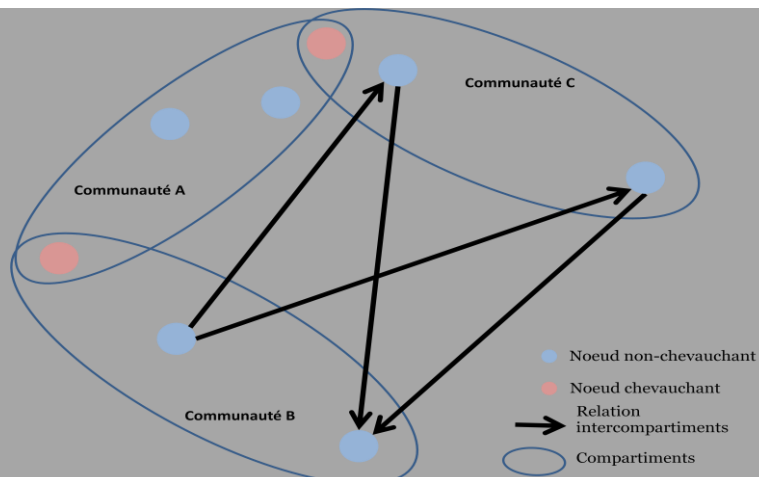 Communauté C
Communauté A
Communauté B
Noeud non-chevauchant
Noeud chevauchant
Relation
intercompartiments
Compartiments